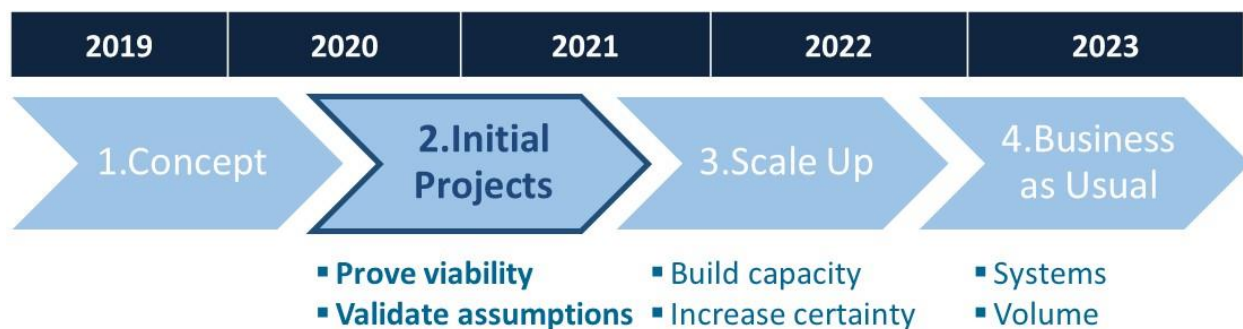 2019 2020 2021 2022 2023
1.Concept
2.Initial
Projects
3.Scale Up
4.Business
as Usual
▪ Prove viability
▪ Validate assumptions
▪ Build capacity
▪ Increase certainty
▪ Systems
▪ Volume